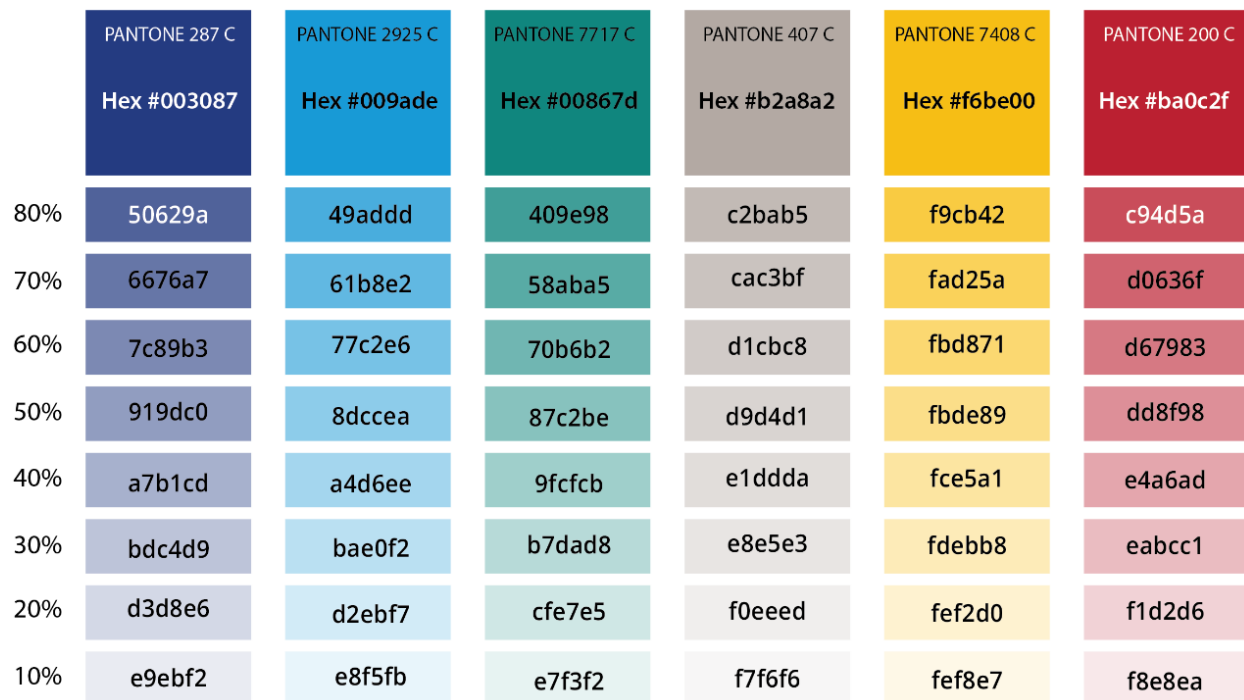 PANTONE 287 C PANTONE 2925 C PANTONE 7717 C PANTONE 407 C PANTONE 7408 C PANTONE 200 C
Hex #003087 Hex #009ade Hex #00867d Hex #b2a8a2 Hex #f6be00 Hex #ba0c2f
80% 50629a 49addd 409e98 c2bab5 f9cb42 c94d5a
70% 6676a7 61b8e2 58aba5 cac3bf fad25a d0636f
60% 7c89b3 77c2e6 70b6b2 d1cbc8 fbd871 d67983
50% 919dc0 8dccea 87c2be d9d4d1 fbde89 dd8f98
40% a7b1cd a4d6ee 9fcfcb e1ddda fce5a1 e4a6ad
30% bdc4d9 bae0f2 b7dad8 e8e5e3 fdebb8 eabcc1
20% d3d8e6 d2ebf7 cfe7e5 f0eeed fef2d0 f1d2d6
10% e9ebf2 e8f5fb e7f3f2 f7f6f6 fef8e7 f8e8ea